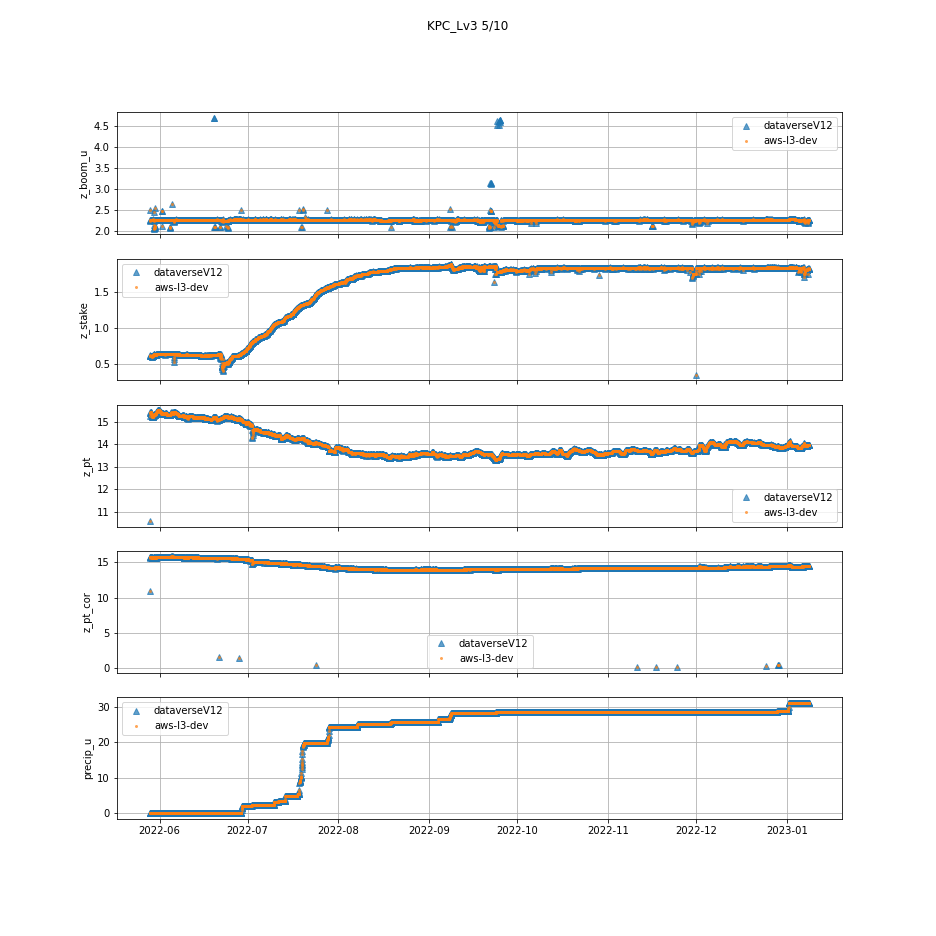 KPC_Lv3 5/10
z_boom_u
4.5
4.0
3.5
3.0
2.5
2.0
dataverseV12
aws-l3-dev
z_stake
1.5
1.0
0.5
dataverseV12
aws-l3-dev
z_pt
15
14
13
12
11
dataverseV12
aws-l3-dev
z_pt_cor
15
10
5
0
dataverseV12
aws-l3-dev
precip_u
30
20
10
0
dataverseV12
aws-l3-dev
2022-06 2022-07 2022-08 2022-09 2022-10 2022-11 2022-12 2023-01